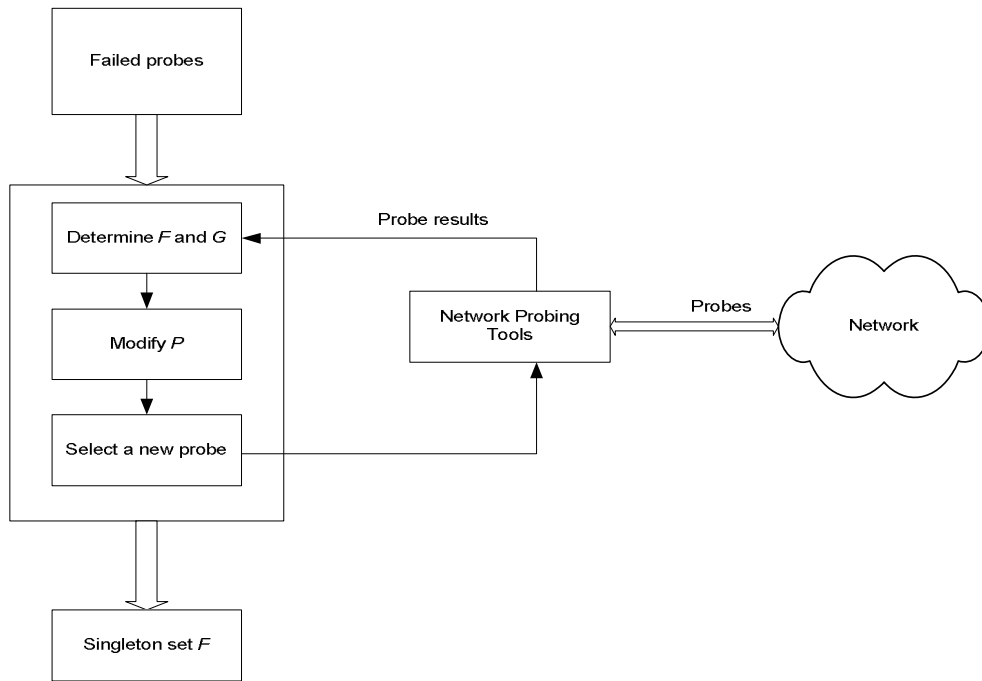 Failed probes
Determine F and G
Modify P
Select a new probe
Singleton set F
Probe results
Network Probing
Tools
Probes
Network